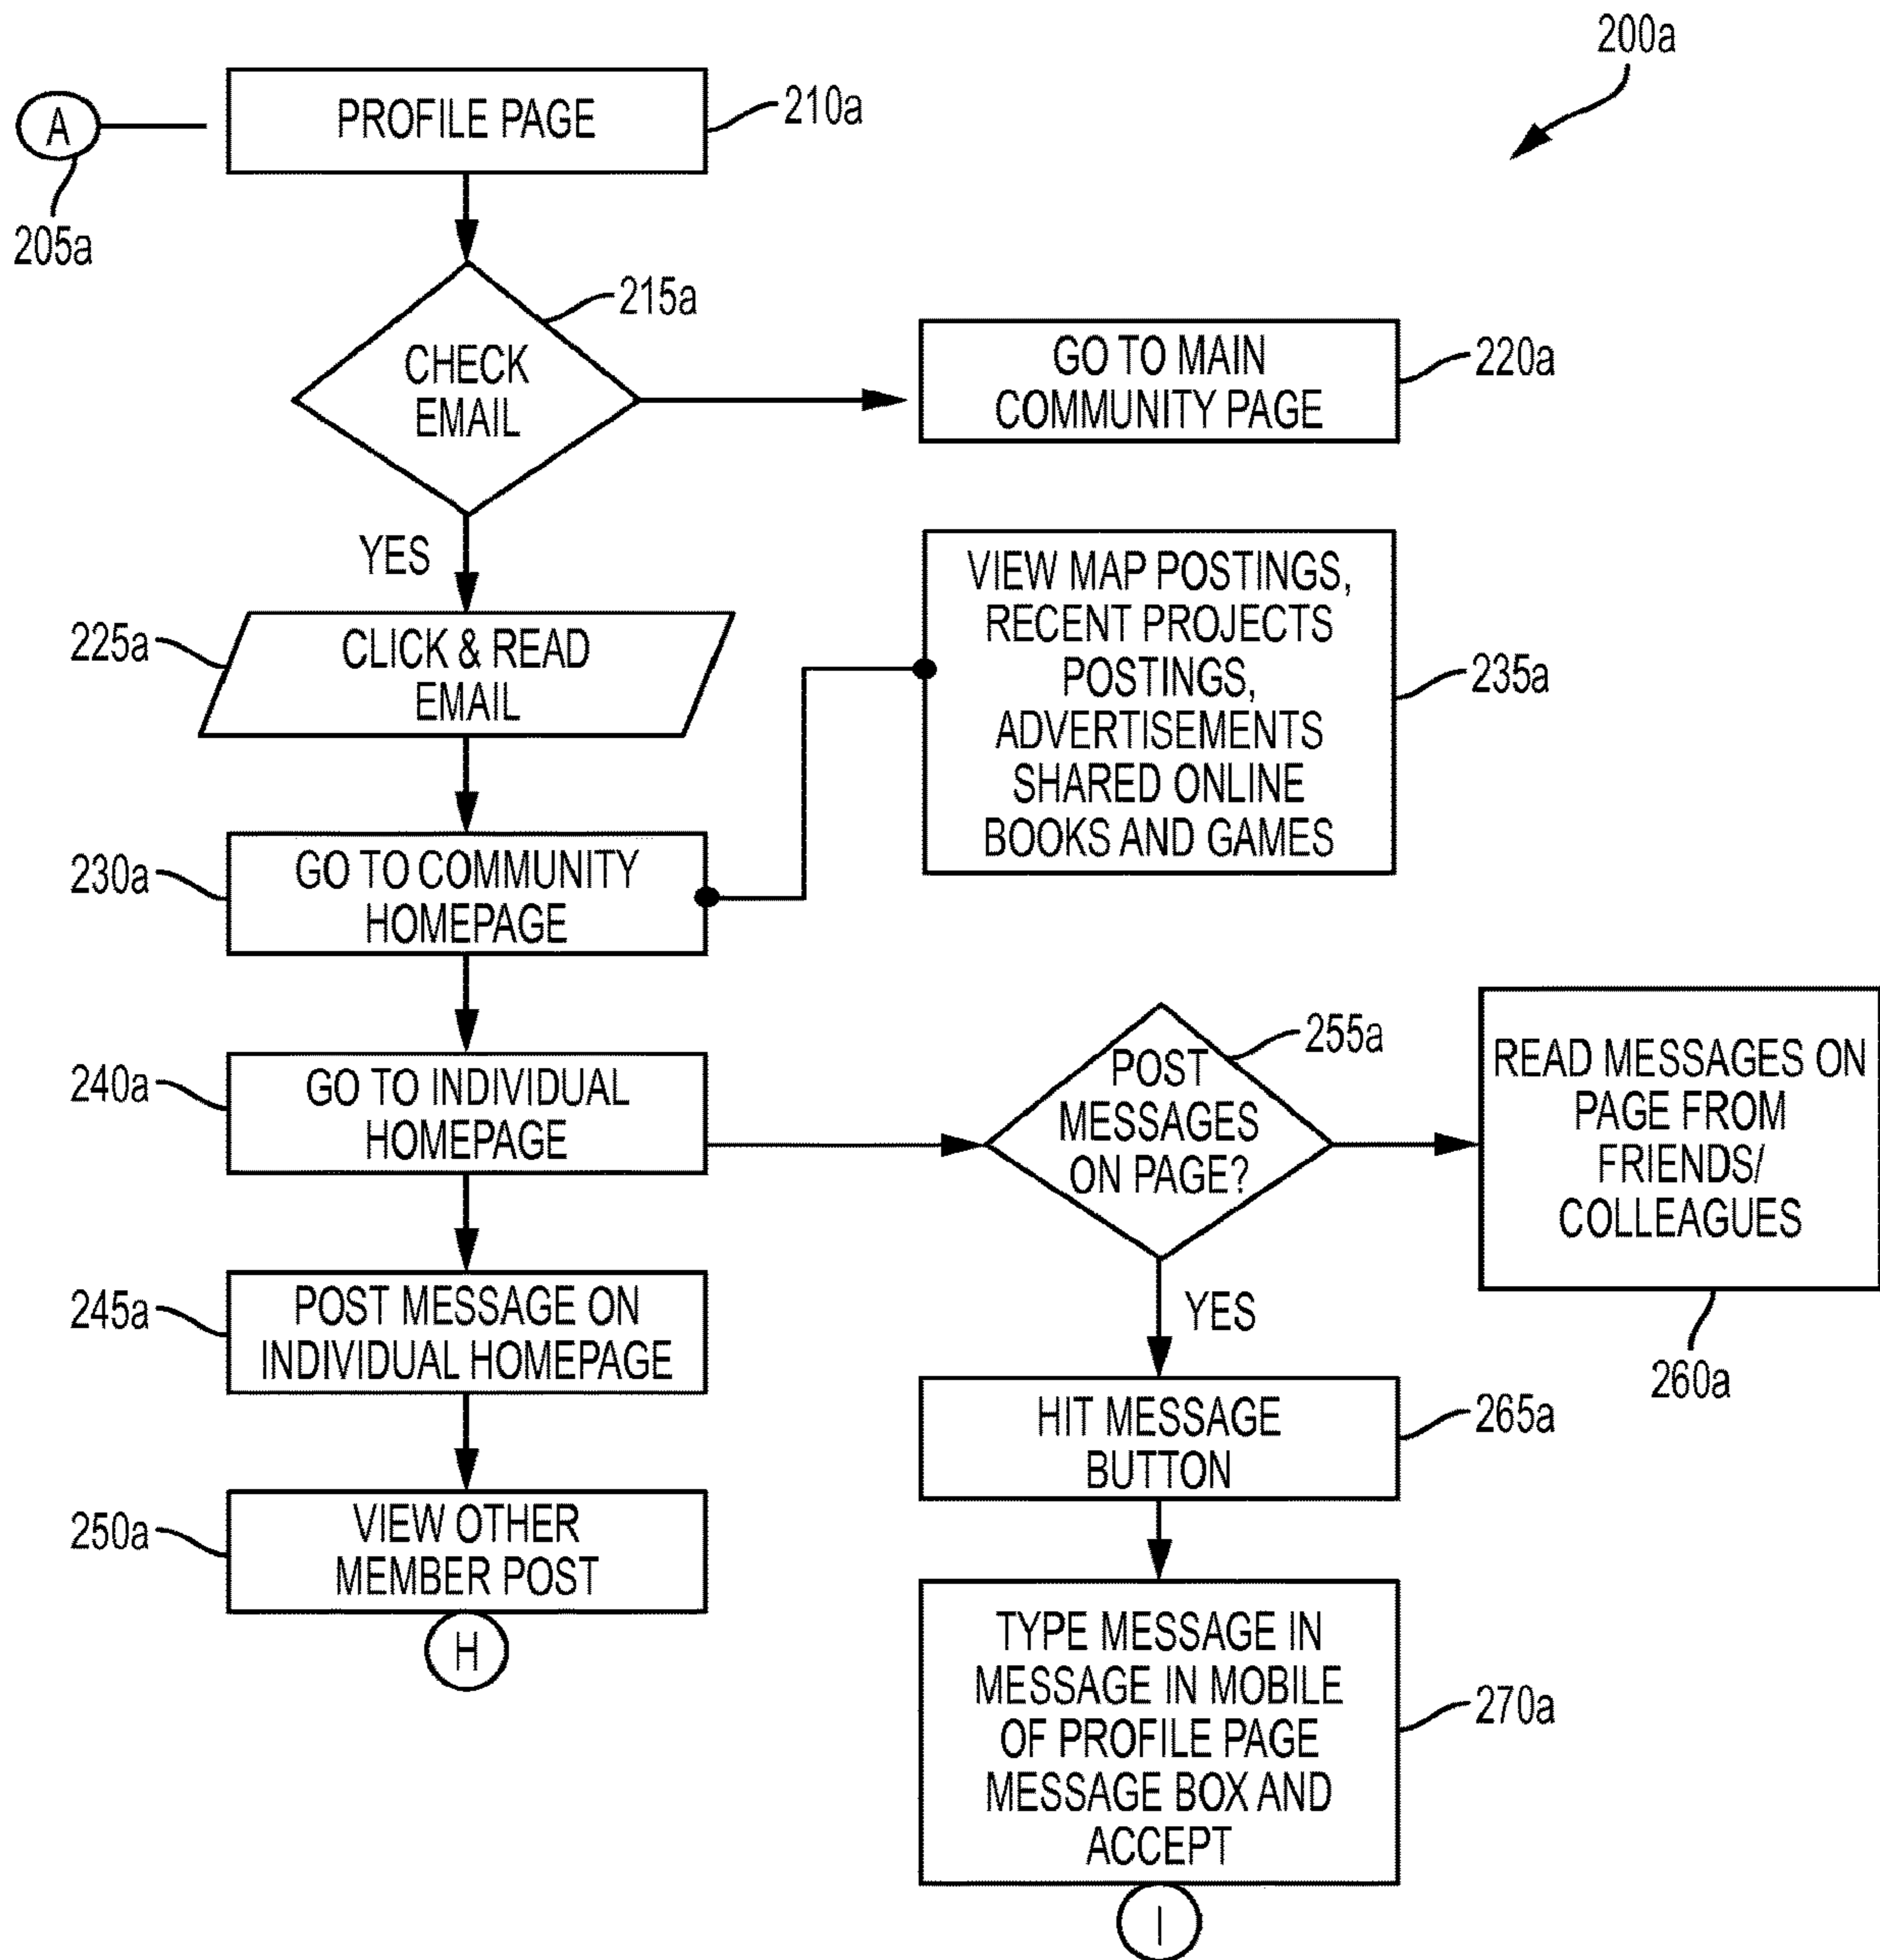 200a
A
PROFILE PAGE
210a
205a
215a
CHECK
EMAIL
GO TO MAIN
COMMUNITY PAGE
220a
YES
225a
CLICK & READ
EMAIL
VIEW MAP POSTINGS,
RECENT PROJECTS
POSTINGS,
ADVERTISEMENTS
SHARED ONLINE
BOOKS AND GAMES
235a
230a
GO TO COMMUNITY
HOMEPAGE
240a
GO TO INDIVIDUAL
HOMEPAGE
POST
MESSAGES
ON PAGE?
255a
READ MESSAGES ON
PAGE FROM
FRIENDS/
COLLEAGUES
260a
245a
POST MESSAGE ON
INDIVIDUAL HOMEPAGE
YES
HIT MESSAGE
BUTTON
265a
250a
VIEW OTHER
MEMBER POST
H
TYPE MESSAGE IN
MESSAGE IN MOBILE
OF PROFILE PAGE
MESSAGE BOX AND
ACCEPT
270a
I